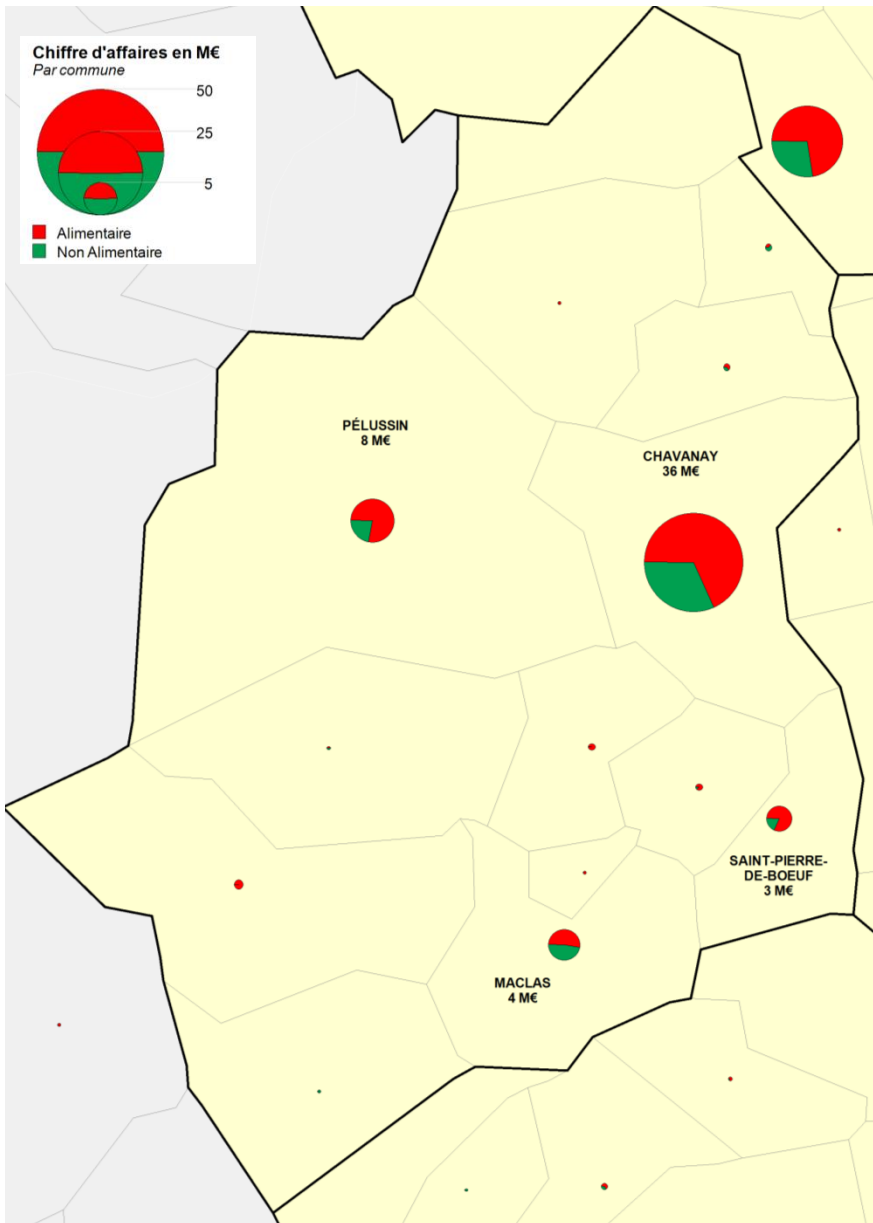 Chiffre d'affaires en M€
Par commune
50
25
5
Alimentaire
Non Alimentaire
PÉLUSSIN
8 M€
CHAVANAY
36 M€
SAINT-PIERRE-
DE-BOEUF
3 M€
MACLAS
4 M€